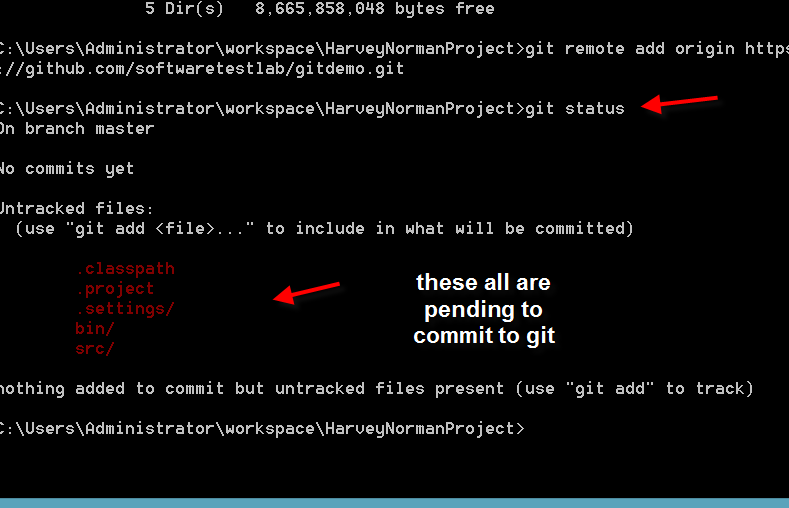 5 Dir(s) 8,665,858,048 bytes free
C:\Users\Administrator\workspace\HarveyNormanProject>git remote add origin https
://github.com/softwaretestlab/gitdemo.git
C:\Users\Administrator\workspace\HarveyNormanProject>git status
On branch master
No commits yet
Untracked files:
(use "git add <file>..." to include in what will be committed)
.classpath
.project
.settings/
bin/
src/
these all are
pending to
commit to git
nothing added to commit but untracked files present (use "git add" to track)
C:\Users\Administrator\workspace\HarveyNormanProject>